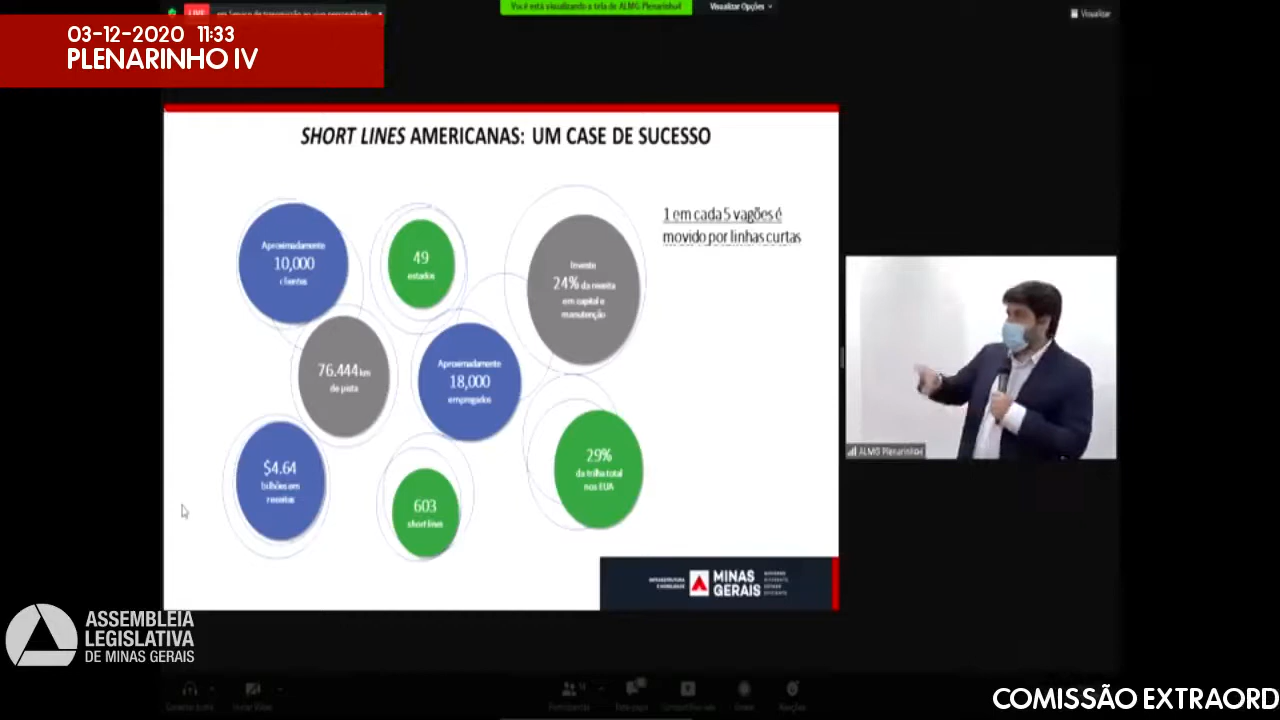 LIVE
Você está visualizando a tela de ALMG Plenarinho4
Visualizar Opções
Visualizar
03-12-2020 11:33
PLENARINHO IV
SHORT LINES AMERICANAS: UM CASE DE SUCESSO
Aproximadamente
10,000
clientes
49
estados
Investe
24% da receita
em capital e
manutenção
1 em cada 5 vagões é
movido por linhas curtas
76.444 km
de pista
Aproximadamente
18,000
empregados
$4.64
bilhões em
receitas
603
short lines
29%
da trilha total
nos EUA
ALMG Plenarinho4
INFRAESTRUTURA
E MOBILIDADE
MINAS
GERAIS
ASSEMBLEIA
LEGISLATIVA
DE MINAS GERAIS
Participantes
COMISSÃO EXTRAORD